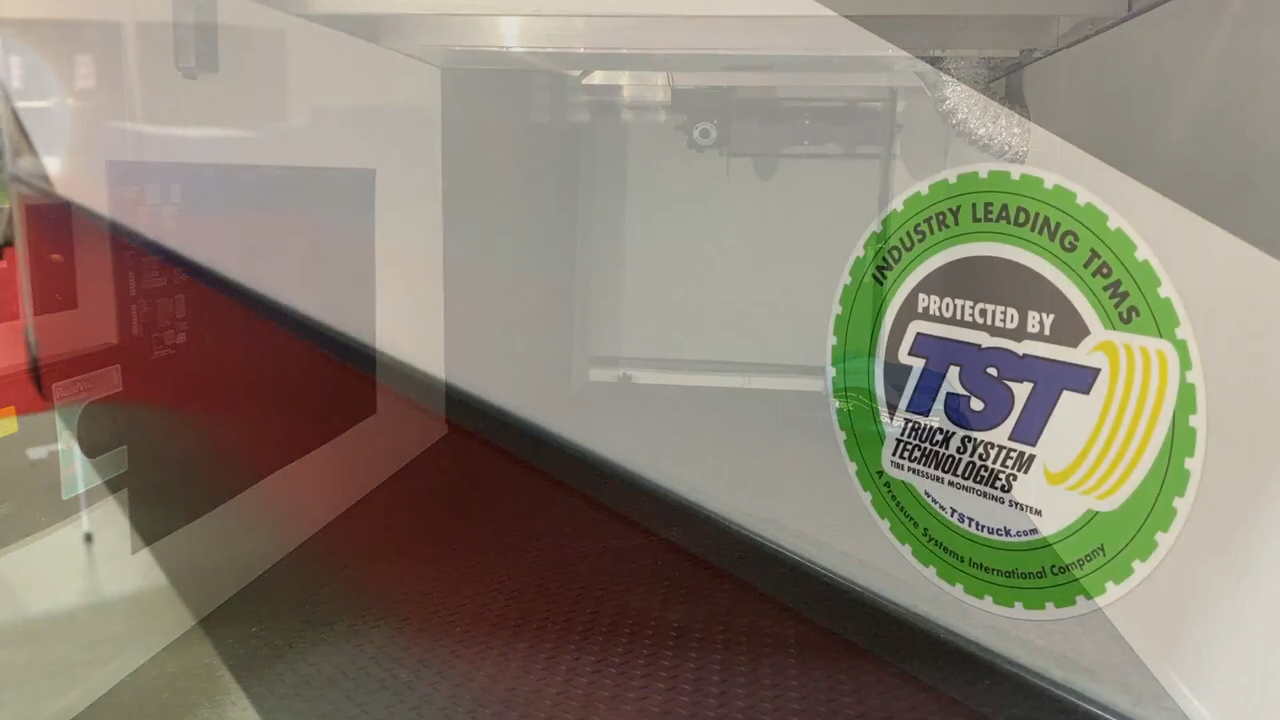 INDUSTRY LEADING TPMS
PROTECTED BY
TST
TRUCK SYSTEM
TECHNOLOGIES
TIRE PRESSURE MONITORING SYSTEM
www.TSTtruck.com
A Pressure Systems International Company